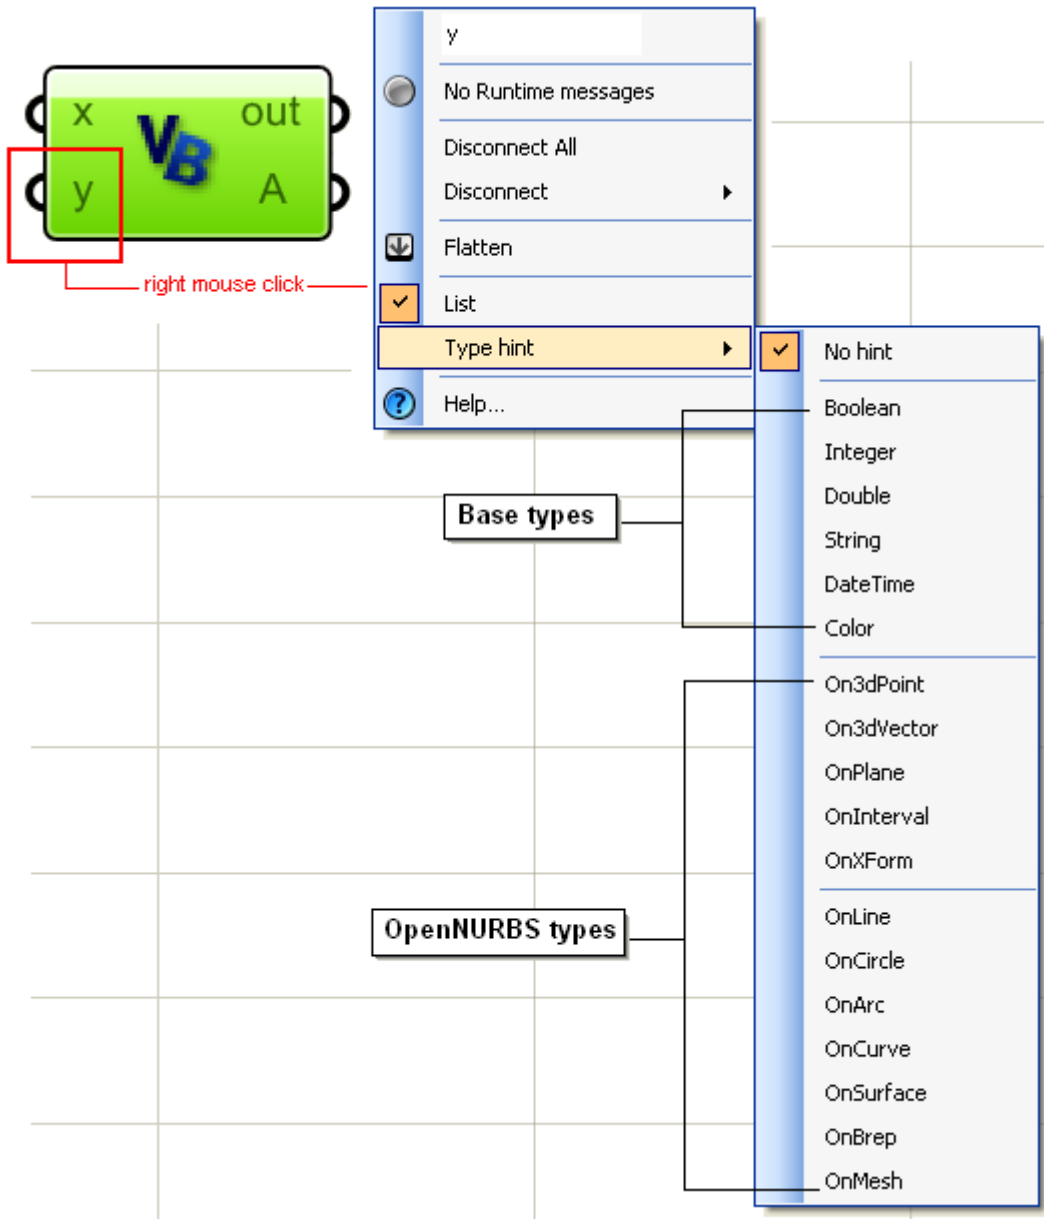 x out
VB
y A
right mouse click
y
No Runtime messages
Disconnect All
Disconnect
Flatten
List
Type hint
?
Help...
No hint
Boolean
Integer
Double
String
DateTime
Color
On3dPoint
On3dVector
OnPlane
OnInterval
OnXForm
OnLine
OnCircle
OnArc
OnCurve
OnSurface
OnBrep
OnMesh
Base types
OpenNURBS types